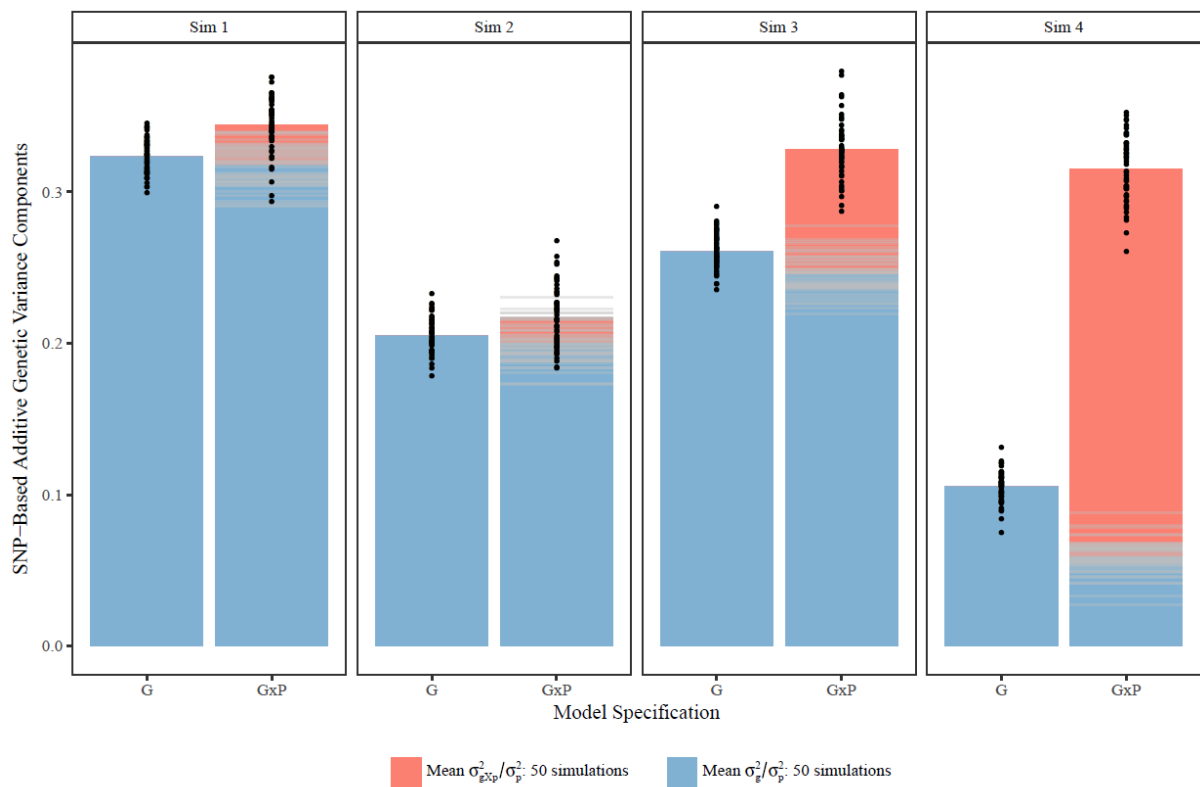 Sim 1
Sim 2
Sim 3
Sim 4
SNP−Based Additive Genetic Variance Components
0.3
0.2
0.1
0.0
G
GxP
G
GxP
G
GxP
G
GxP
Model Specification
Mean σ²gXp/σ²p: 50 simulations
Mean σ²g/σ²p: 50 simulations